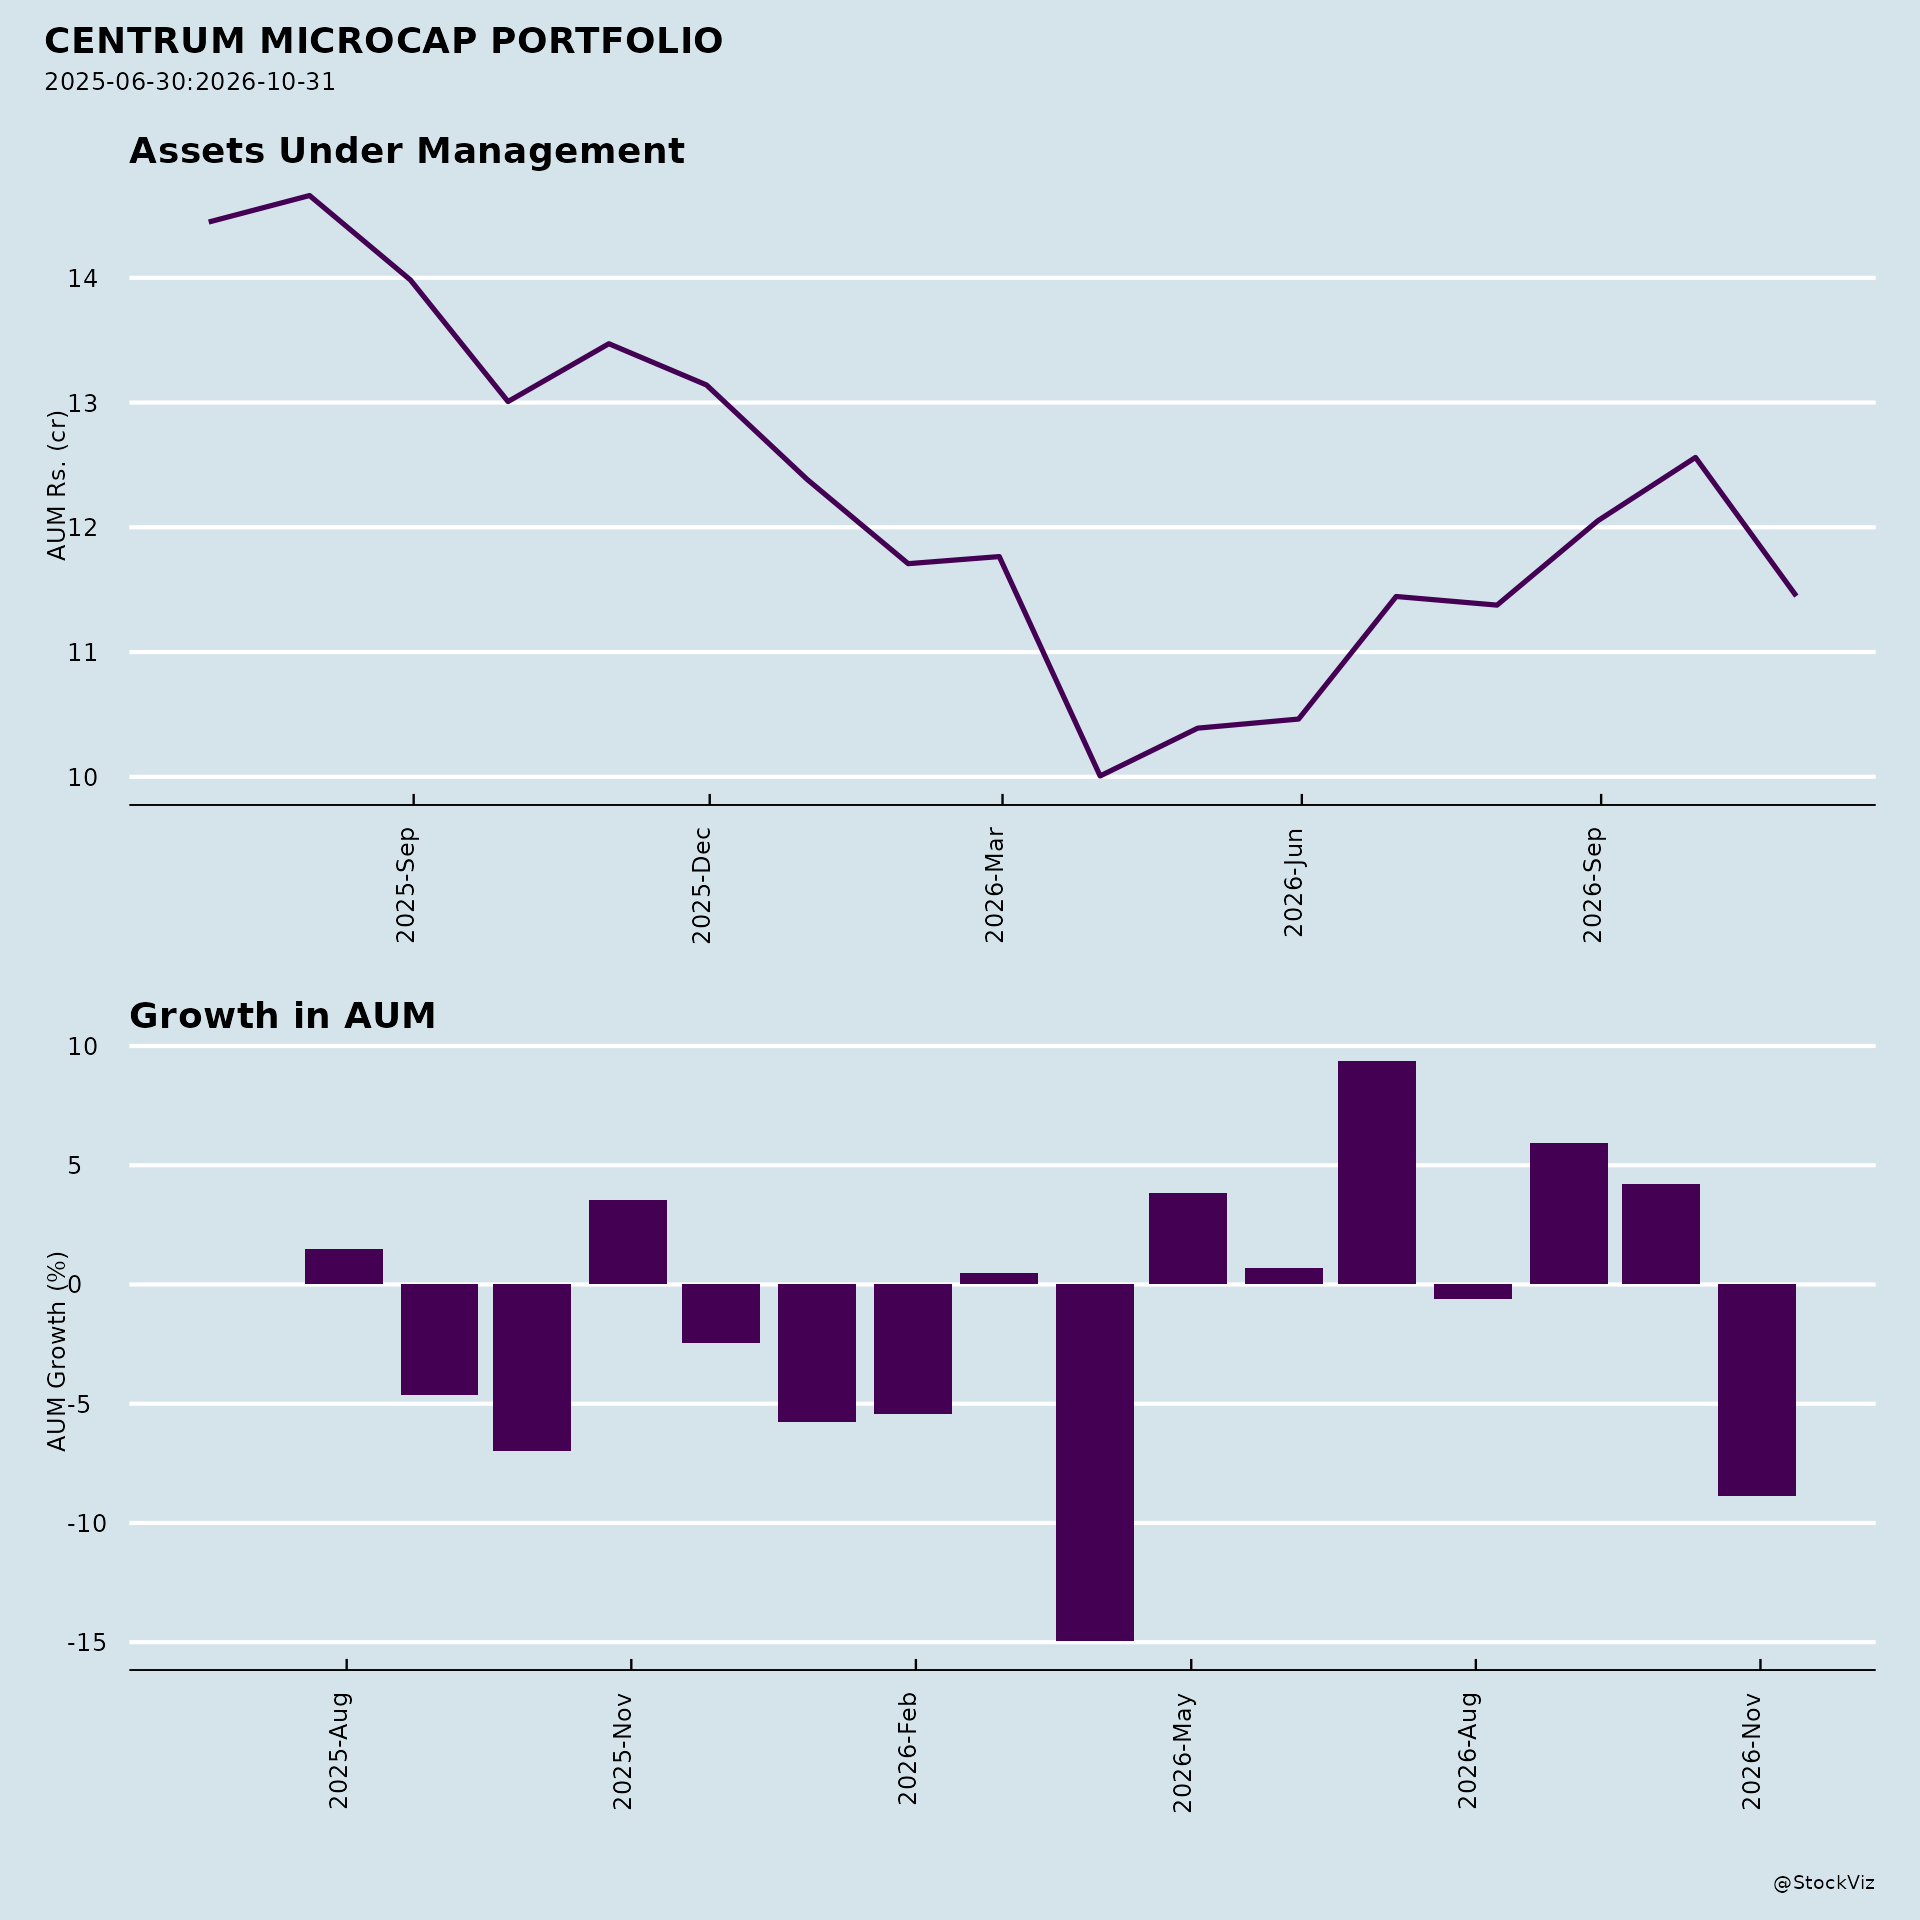 CENTRUM MICROCAP PORTFOLIO
2025-06-30:2026-10-31
Assets Under Management
AUM Rs. (cr)
14
13
12
11
10
2025-Sep
2025-Dec
2026-Mar
2026-Jun
2026-Sep
Growth in AUM
AUM Growth (%)
10
5
0
-5
-10
-15
2025-Aug
2025-Nov
2026-Feb
2026-May
2026-Aug
2026-Nov
@StockViz